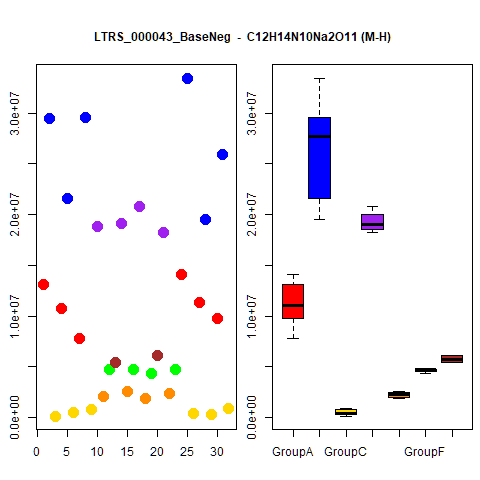 LTRS_000043_BaseNeg - C12H14N10Na2O11 (M-H)
0.0e+00 1.0e+07 2.0e+07 3.0e+07
0 5 10 15 20 25 30
0.0e+00 1.0e+07 2.0e+07 3.0e+07
GroupA GroupC GroupF